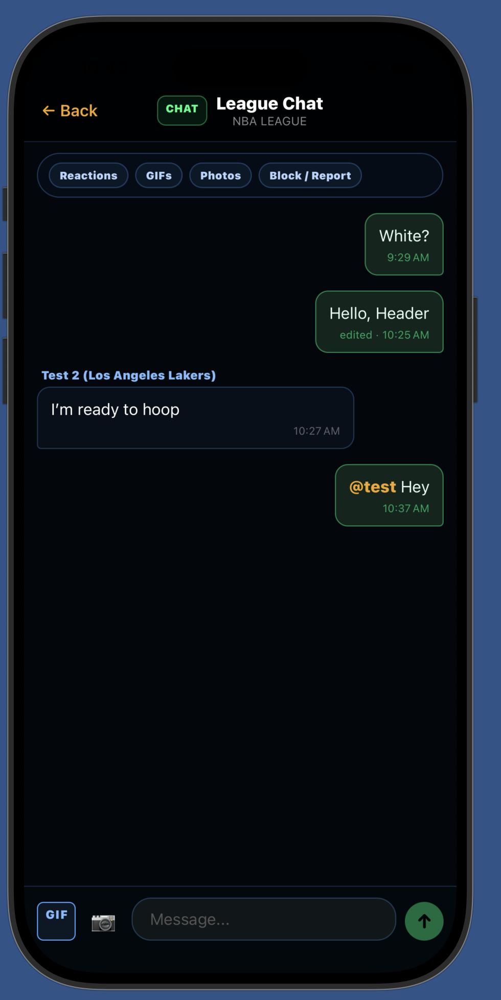 ← Back
CHAT
League Chat
NBA LEAGUE
Reactions
GIFs
Photos
Block / Report
White?
9:29 AM
Hello, Header
edited · 10:25 AM
Test 2 (Los Angeles Lakers)
I’m ready to hoop
10:27 AM
@test Hey
10:37 AM
GIF
Message...